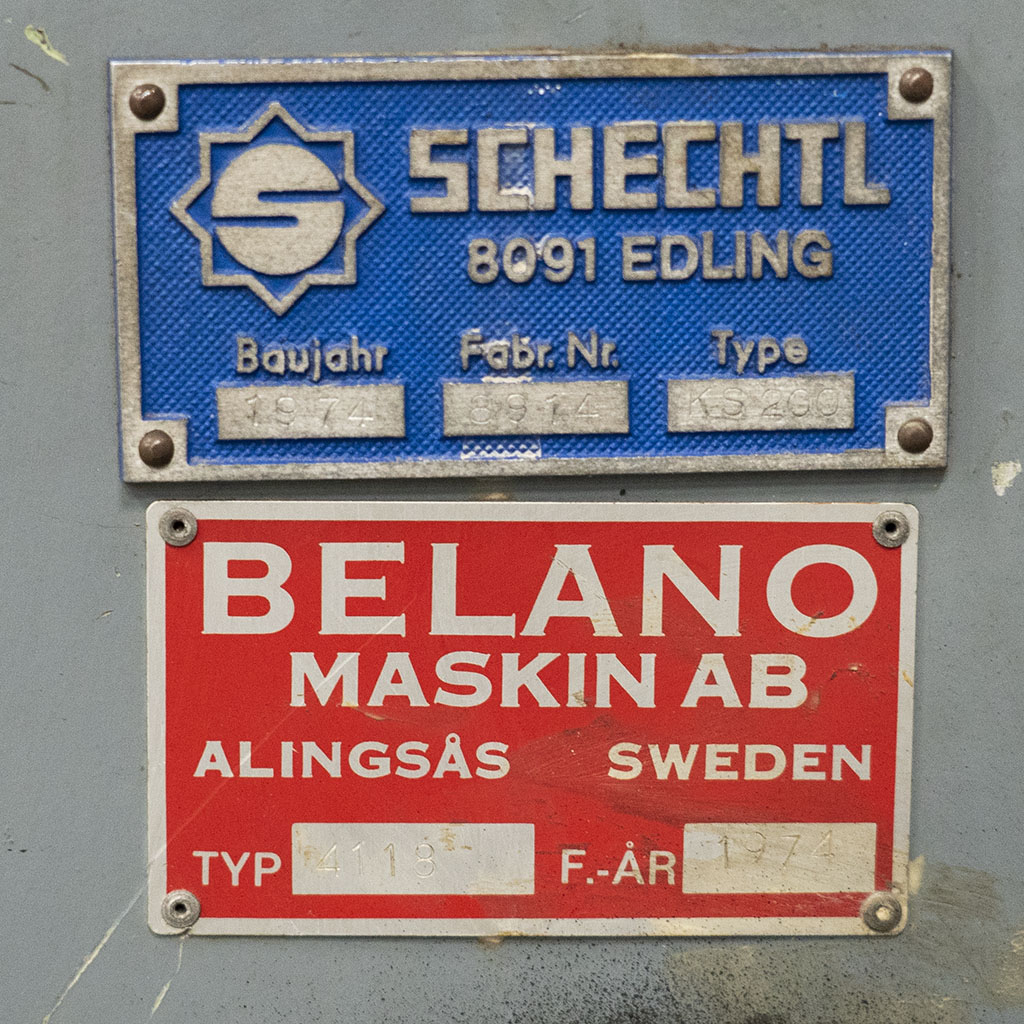 SCHECHTL
8091 EDLING
Baujahr Fabr. Nr. Type
1974 8914 KS 200
BELANO
MASKIN AB
ALINGSÅS SWEDEN
TYP 4118 F.-ÅR 1974